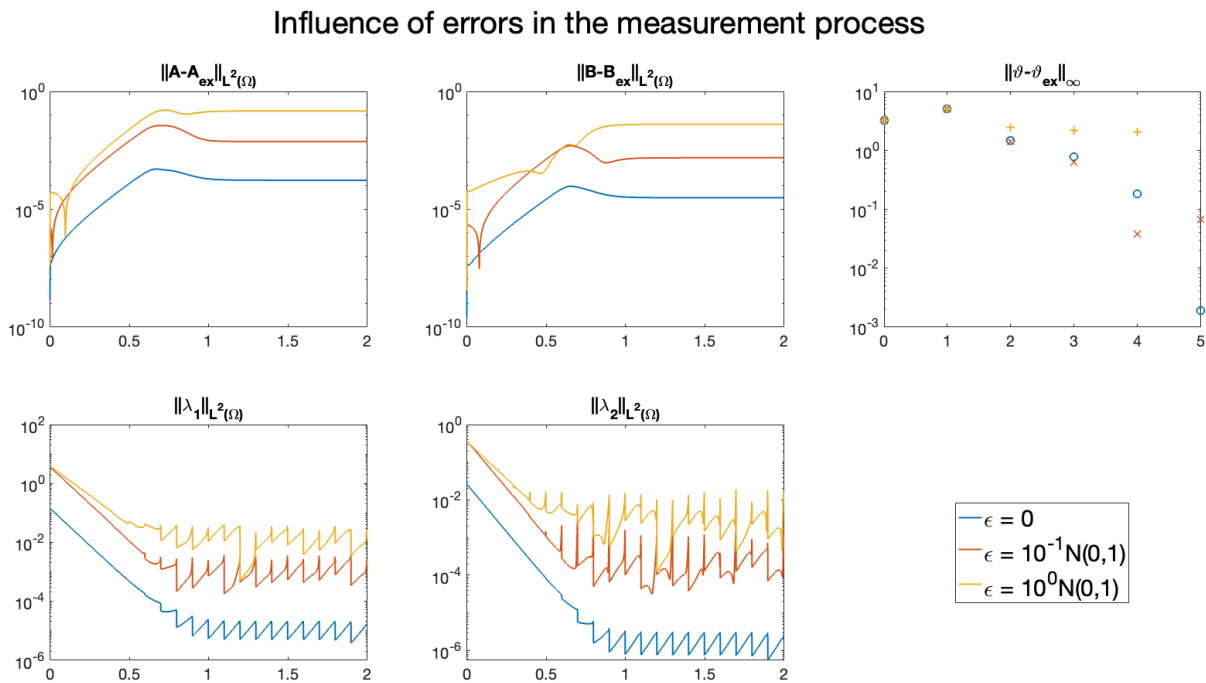 Influence of errors in the measurement process
||A-A_ex||_L²(Ω)
10^0
10^-5
10^-10
0 0.5 1 1.5 2
||B-B_ex||_L²(Ω)
10^0
10^-5
10^-10
0 0.5 1 1.5 2
||ϑ-ϑ_ex||_∞
10^1
10^0
10^-1
10^-2
10^-3
0 1 2 3 4 5
||λ_1||_L²(Ω)
10^2
10^0
10^-2
10^-4
10^-6
0 0.5 1 1.5 2
||λ_2||_L²(Ω)
10^0
10^-2
10^-4
10^-6
0 0.5 1 1.5 2
ϵ = 0
ϵ = 10^-1N(0,1)
ϵ = 10^0N(0,1)